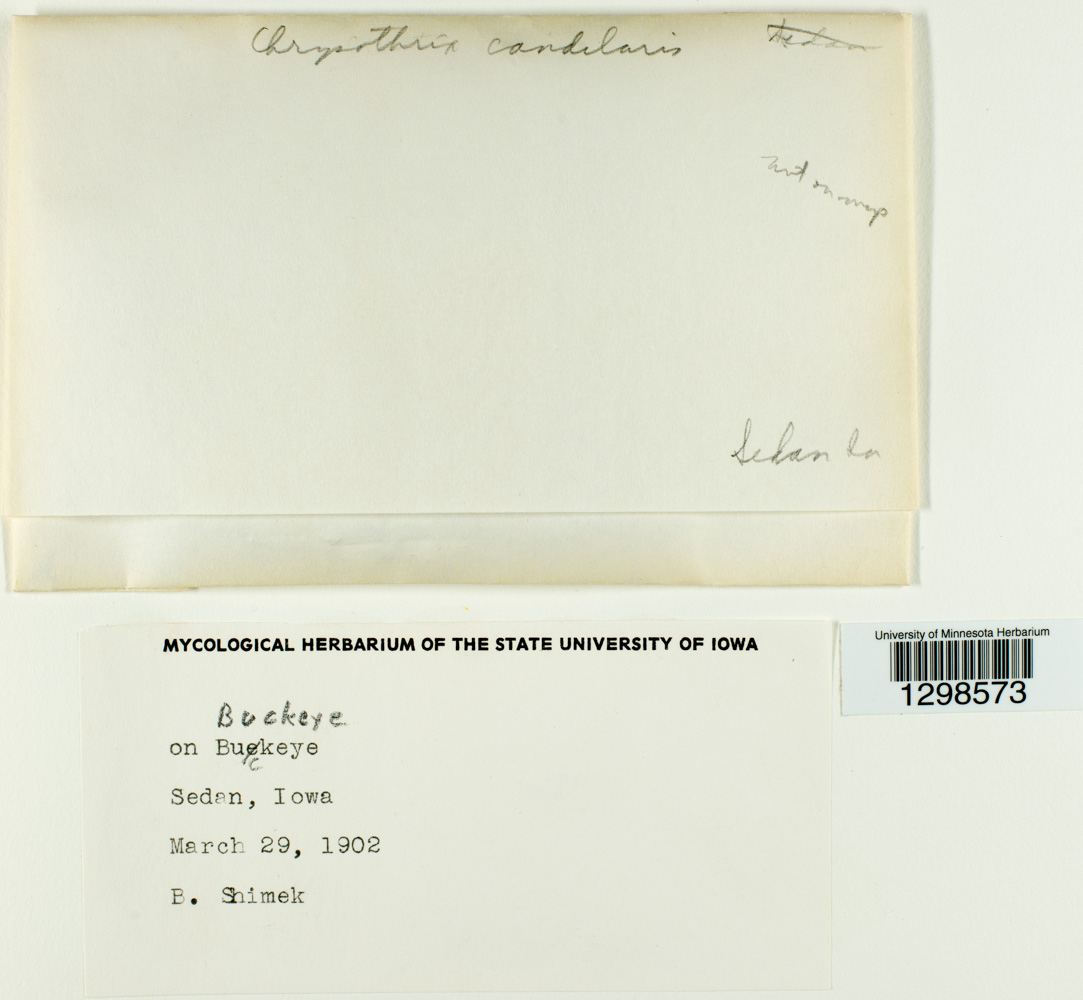 Chrysothrix candelaris
Sedan
not on map
Sedan Ia
MYCOLOGICAL HERBARIUM OF THE STATE UNIVERSITY OF IOWA
Buckeye
on Buckeye
Sedan, Iowa
March 29, 1902
B. Shimek
University of Minnesota Herbarium
1298573